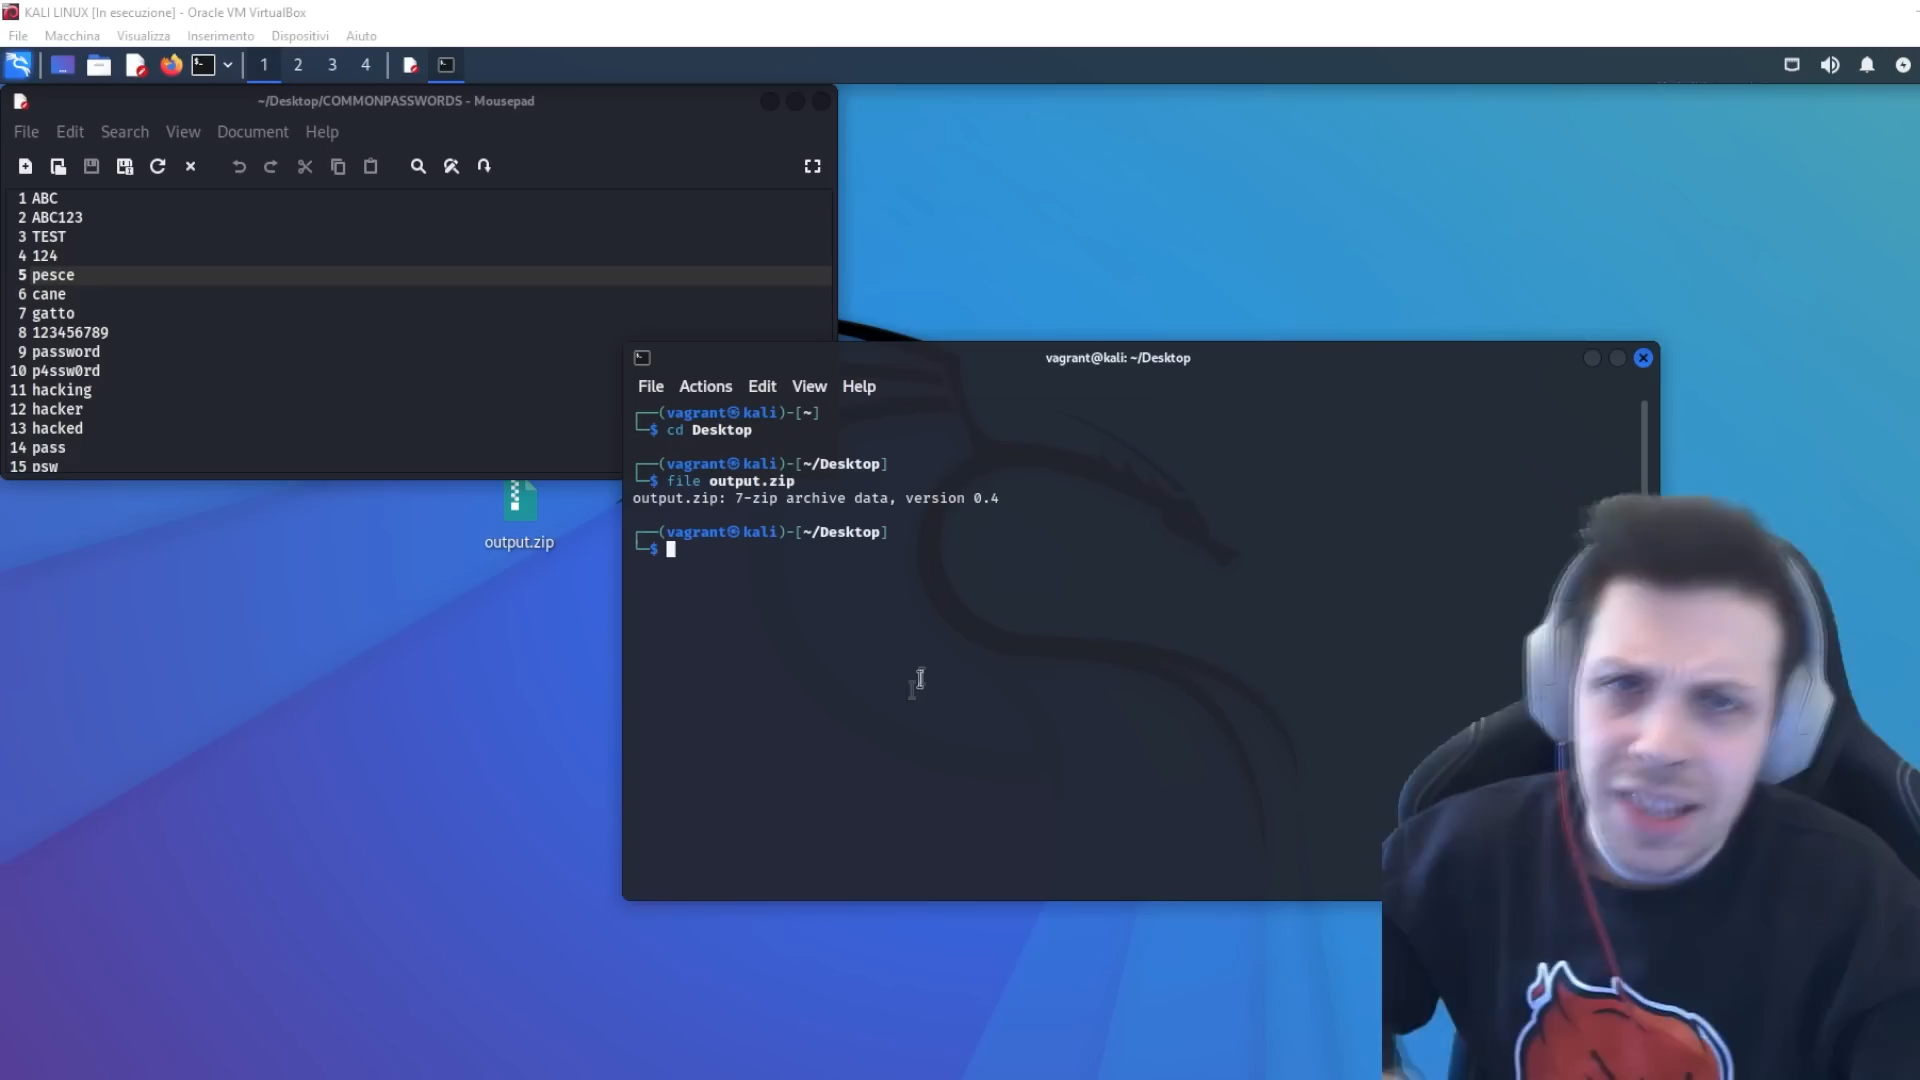 KALI LINUX [In esecuzione] - Oracle VM VirtualBox
File Macchina Visualizza Inserimento Dispositivi Aiuto
1 2 3 4
~/Desktop/COMMONPASSWORDS - Mousepad
File Edit Search View Document Help
1 ABC
2 ABC123
3 TEST
4 124
5 pesce
6 cane
7 gatto
8 123456789
9 password
10 p4ssw0rd
11 hacking
12 hacker
13 hacked
14 pass
15 psw
output.zip
vagrant@kali: ~/Desktop
File Actions Edit View Help
┌──(vagrant㉿kali)-[~]
└─$ cd Desktop
┌──(vagrant㉿kali)-[~/Desktop]
└─$ file output.zip
output.zip: 7-zip archive data, version 0.4
┌──(vagrant㉿kali)-[~/Desktop]
└─$